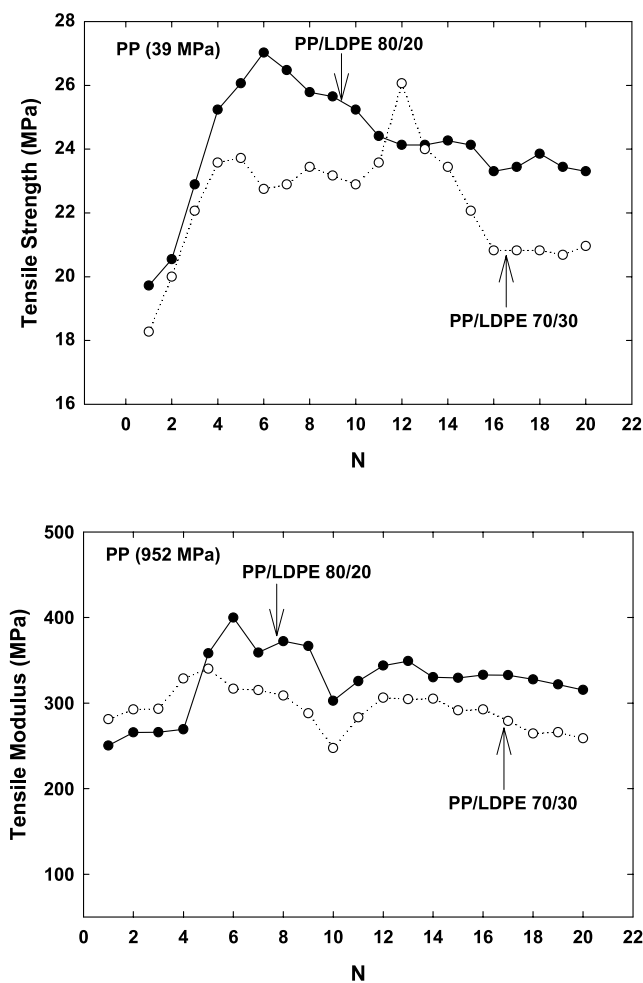 28
PP (39 MPa)
PP/LDPE 80/20
26
24
22
20
18
16
Tensile Strength (MPa)
PP/LDPE 70/30
0 2 4 6 8 10 12 14 16 18 20 22
N
500
PP (952 MPa)
PP/LDPE 80/20
400
300
200
100
Tensile Modulus (MPa)
PP/LDPE 70/30
0 2 4 6 8 10 12 14 16 18 20 22
N